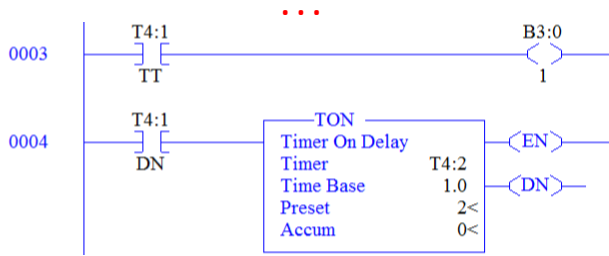 ...
T4:1 B3:0
0003
TT 1
T4:1 TON
0004 Timer On Delay EN
DN Timer T4:2
Time Base 1.0 DN
Preset 2<
Accum 0<